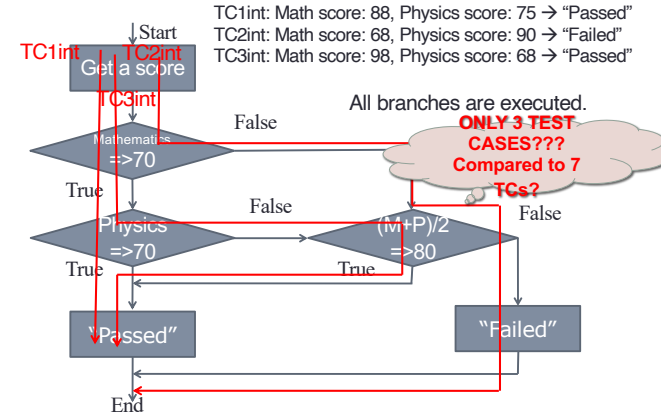 TC1int: Math score: 88, Physics score: 75 → “Passed”
TC2int: Math score: 68, Physics score: 90 → “Failed”
TC3int: Math score: 98, Physics score: 68 → “Passed”
Start
TC1int
TC2int
Get a score
TC3int
All branches are executed.
False
ONLY 3 TEST
CASES???
Compared to 7
TCs?
Mathematics
=>70
True
False
False
Physics
=>70
(M+P)/2
=>80
True
True
“Passed”
“Failed”
End